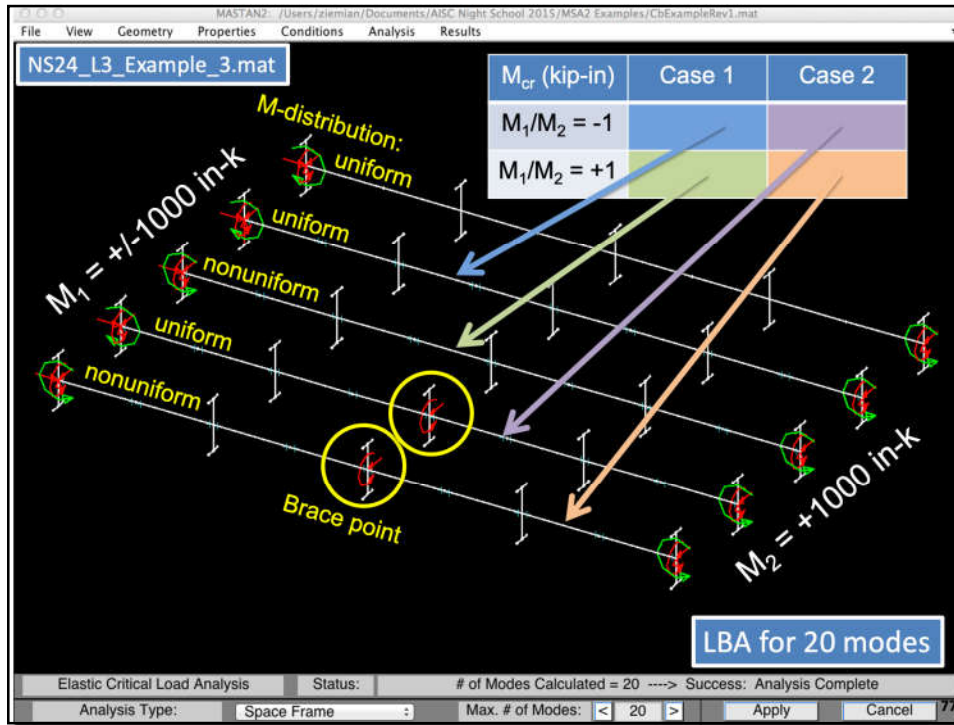 MASTAN2: /Users/ziemian/Documents/AISC Night School 2015/MSA2 Examples/CbExampleRev1.mat
File View Geometry Properties Conditions Analysis Results
NS24_L3_Example_3.mat
M-distribution:
uniform
uniform
nonuniform
uniform
nonuniform
M₁ = +/-1000 in-k
Brace point
M₂ = +1000 in-k
Mcr (kip-in) Case 1 Case 2
M₁/M₂ = -1
M₁/M₂ = +1
LBA for 20 modes
Elastic Critical Load Analysis Status: # of Modes Calculated = 20 ----> Success: Analysis Complete
Analysis Type: Space Frame Max. # of Modes: < 20 > Apply Cancel
77